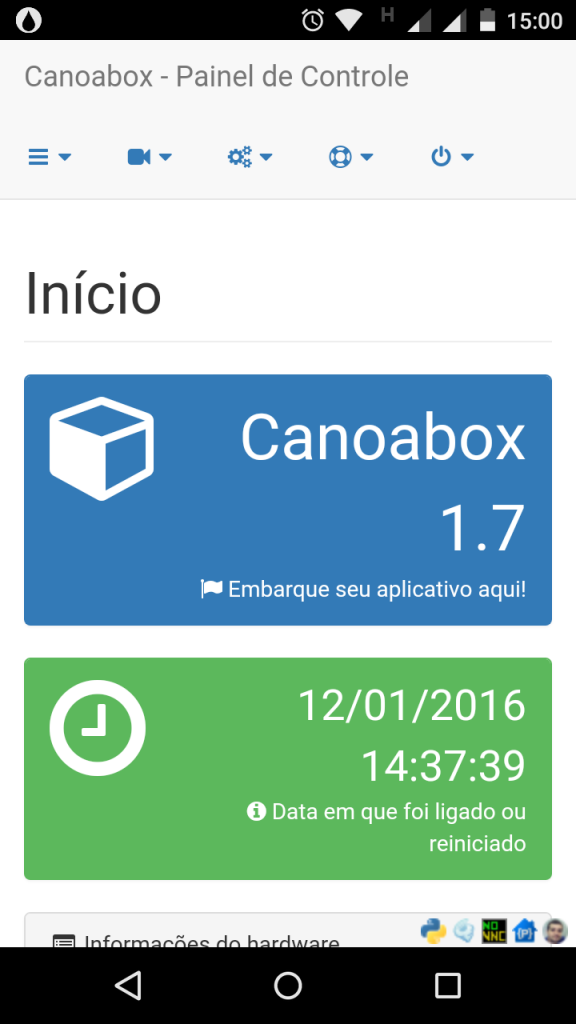 H
15:00
Canoabox - Painel de Controle
Início
Canoabox
1.7
Embarque seu aplicativo aqui!
12/01/2016
14:37:39
Data em que foi ligado ou
reiniciado
Informações do hardware